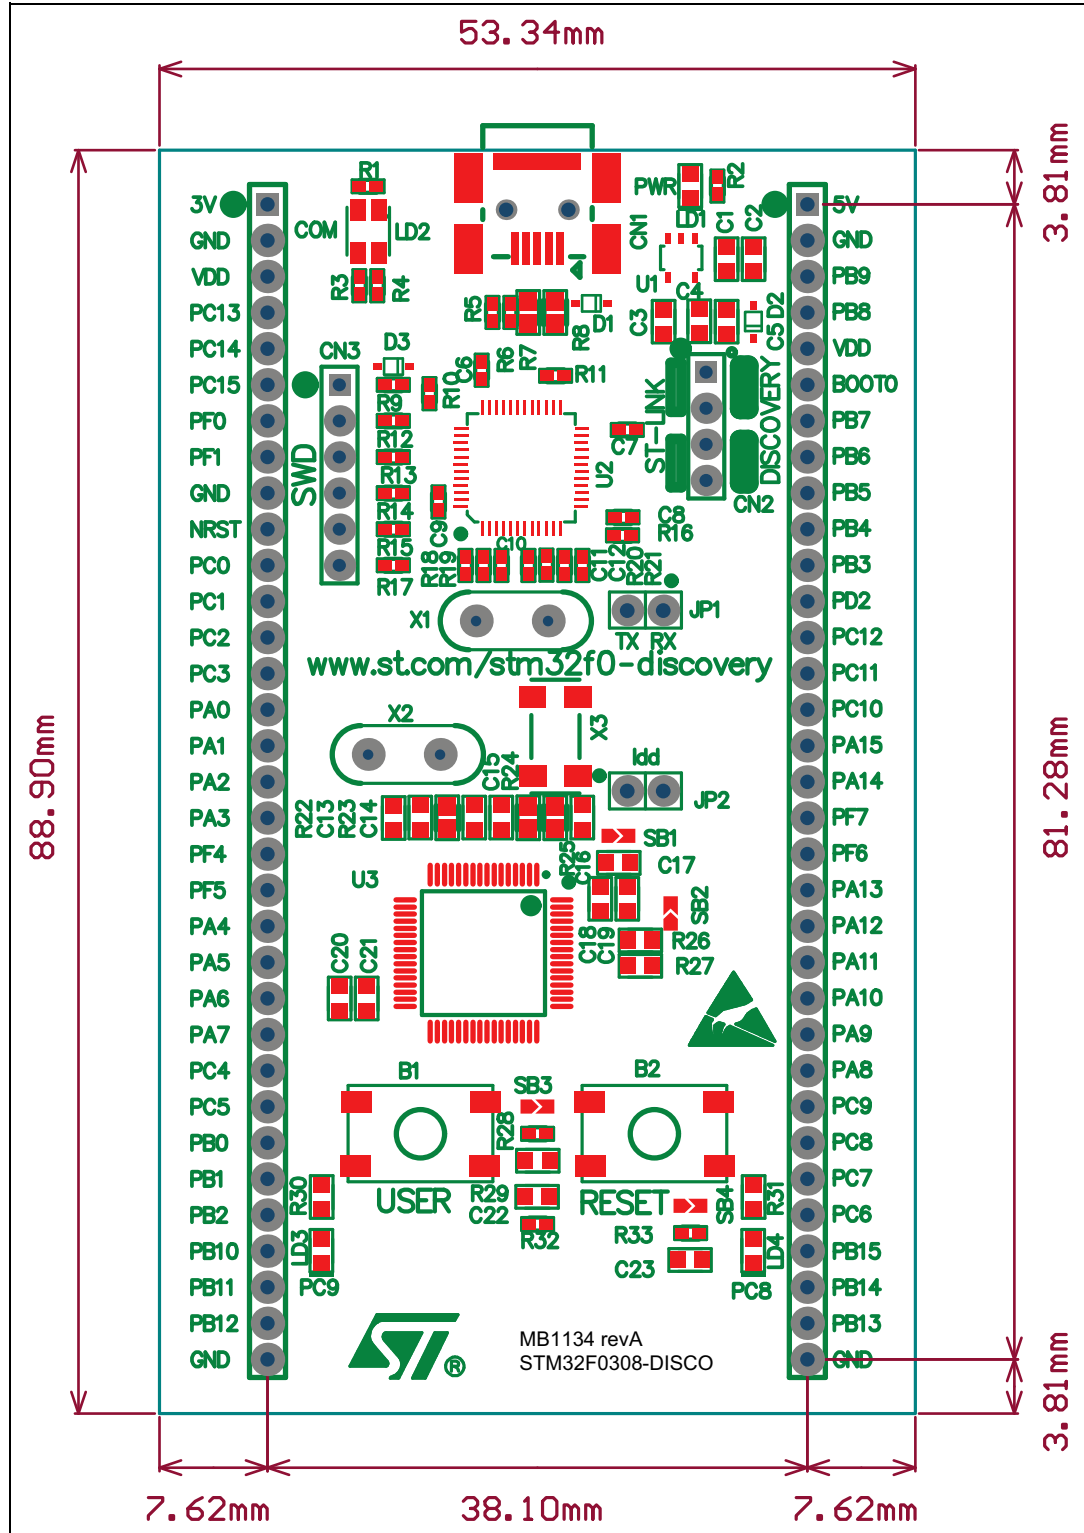 53.34mm
3.81mm
88.90mm
81.28mm
3.81mm
7.62mm
38.10mm
7.62mm
3V
GND
VDD
PC13
PC14
PC15
PF0
PF1
GND
NRST
PC0
PC1
PC2
PC3
PA0
PA1
PA2
PA3
PF4
PF5
PA4
PA5
PA6
PA7
PC4
PC5
PB0
PB1
PB2
PB10
PB11
PB12
GND
5V
GND
PB9
PB8
VDD
BOOT0
PB7
PB6
PB5
PB4
PB3
PD2
PC12
PC11
PC10
PA15
PA14
PF7
PF6
PA13
PA12
PA11
PA10
PA9
PA8
PC9
PC8
PC7
PC6
PB15
PB14
PB13
GND
R1
COM
LD2
R3
R4
CN1
PWR
LD1
R2
C1
C2
U1
C3
C4
C5
D2
R5
R6
R7
R8
D1
D3
CN3
SWD
R9
R10
C6
R11
R12
R13
R14
R15
R17
C9
U2
C7
ST-LINK
DISCOVERY
CN2
C8
R16
R18
R19
C10
C11
C12
R20
R21
X1
JP1
TX RX
www.st.com/stm32f0-discovery
X2
X3
Idd
JP2
R22
C13
R23
C14
C15
R24
SB1
R25
C16
C17
SB2
C18
C19
R26
R27
U3
C20
C21
B1
SB3
B2
R28
USER
R29
C22
R32
RESET
SB4
R33
C23
R30
LD3
PC9
R31
LD4
PC8
ST ®
MB1134 revA
STM32F0308-DISCO